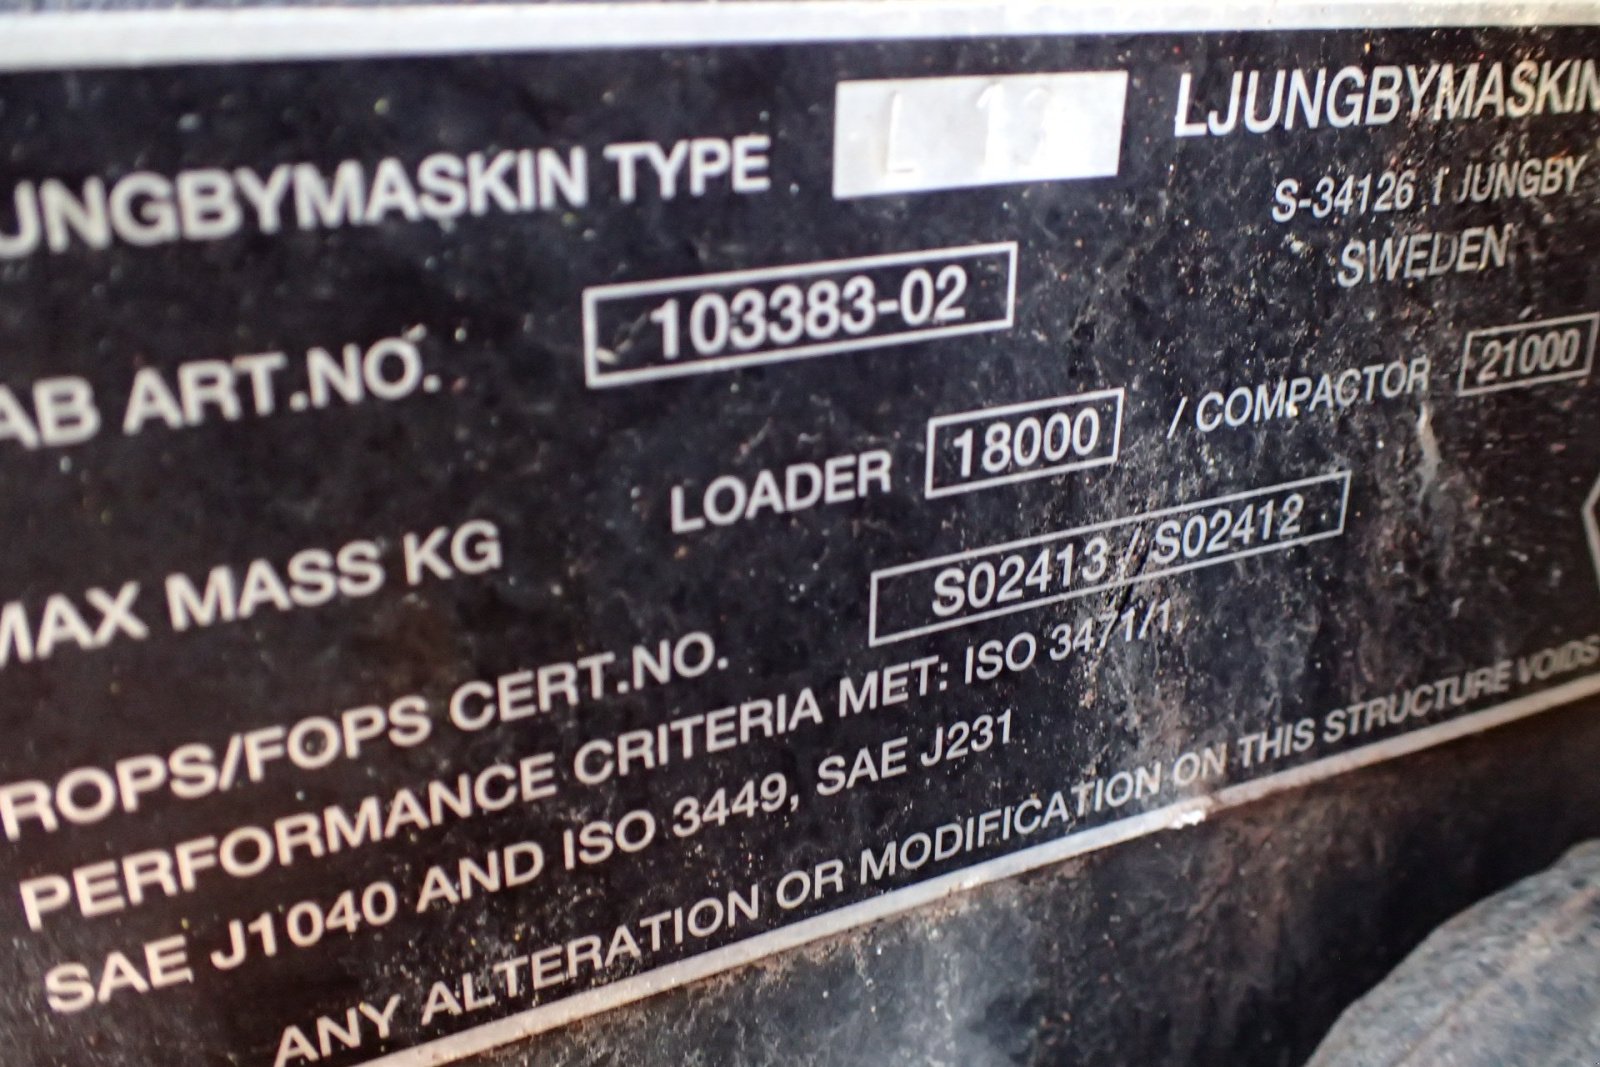 JNGBYMASKIN TYPE
LJUNGBYMASKIN
S-34126 LJUNGBY
SWEDEN
AB ART.NO. 103383-02
MAX MASS KG LOADER 18000 / COMPACTOR 21000
ROPS/FOPS CERT.NO. S02413 / S02412
PERFORMANCE CRITERIA MET: ISO 3471/1,
SAE J1040 AND ISO 3449, SAE J231
ANY ALTERATION OR MODIFICATION ON THIS STRUCTURE VOIDS